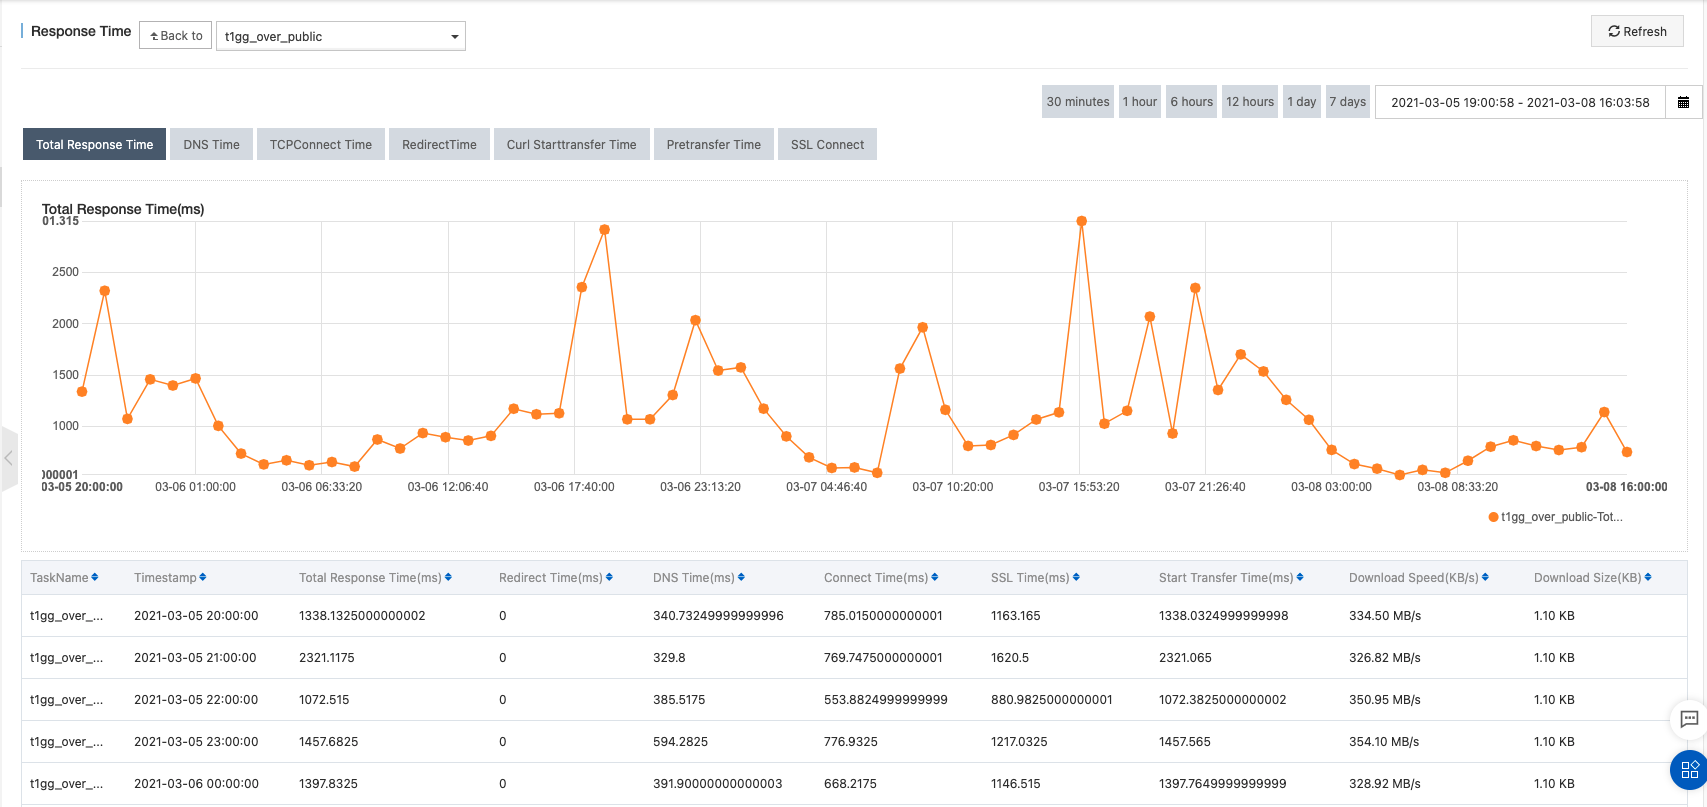 Response Time
Back to
t1gg_over_public
Refresh
30 minutes
1 hour
6 hours
12 hours
1 day
7 days
2021-03-05 19:00:58 - 2021-03-08 16:03:58
Total Response Time
DNS Time
TCPConnect Time
RedirectTime
Curl Starttransfer Time
Pretransfer Time
SSL Connect
Total Response Time(ms)
01.315
2500
2000
1500
1000
000001
03-05 20:00:00
03-06 01:00:00
03-06 06:33:20
03-06 12:06:40
03-06 17:40:00
03-06 23:13:20
03-07 04:46:40
03-07 10:20:00
03-07 15:53:20
03-07 21:26:40
03-08 03:00:00
03-08 08:33:20
03-08 16:00:00
t1gg_over_public-Tot...
TaskName Timestamp Total Response Time(ms) Redirect Time(ms) DNS Time(ms) Connect Time(ms) SSL Time(ms) Start Transfer Time(ms) Download Speed(KB/s) Download Size(KB)
t1gg_over_... 2021-03-05 20:00:00 1338.1325000000002 0 340.73249999999996 785.0150000000001 1163.165 1338.0324999999998 334.50 MB/s 1.10 KB
t1gg_over_... 2021-03-05 21:00:00 2321.1175 0 329.8 769.7475000000001 1620.5 2321.065 326.82 MB/s 1.10 KB
t1gg_over_... 2021-03-05 22:00:00 1072.515 0 385.5175 553.8824999999999 880.9825000000001 1072.3825000000002 350.95 MB/s 1.10 KB
t1gg_over_... 2021-03-05 23:00:00 1457.6825 0 594.2825 776.9325 1217.0325 1457.565 354.10 MB/s 1.10 KB
t1gg_over_... 2021-03-06 00:00:00 1397.8325 0 391.90000000000003 668.2175 1146.515 1397.7649999999999 328.92 MB/s 1.10 KB